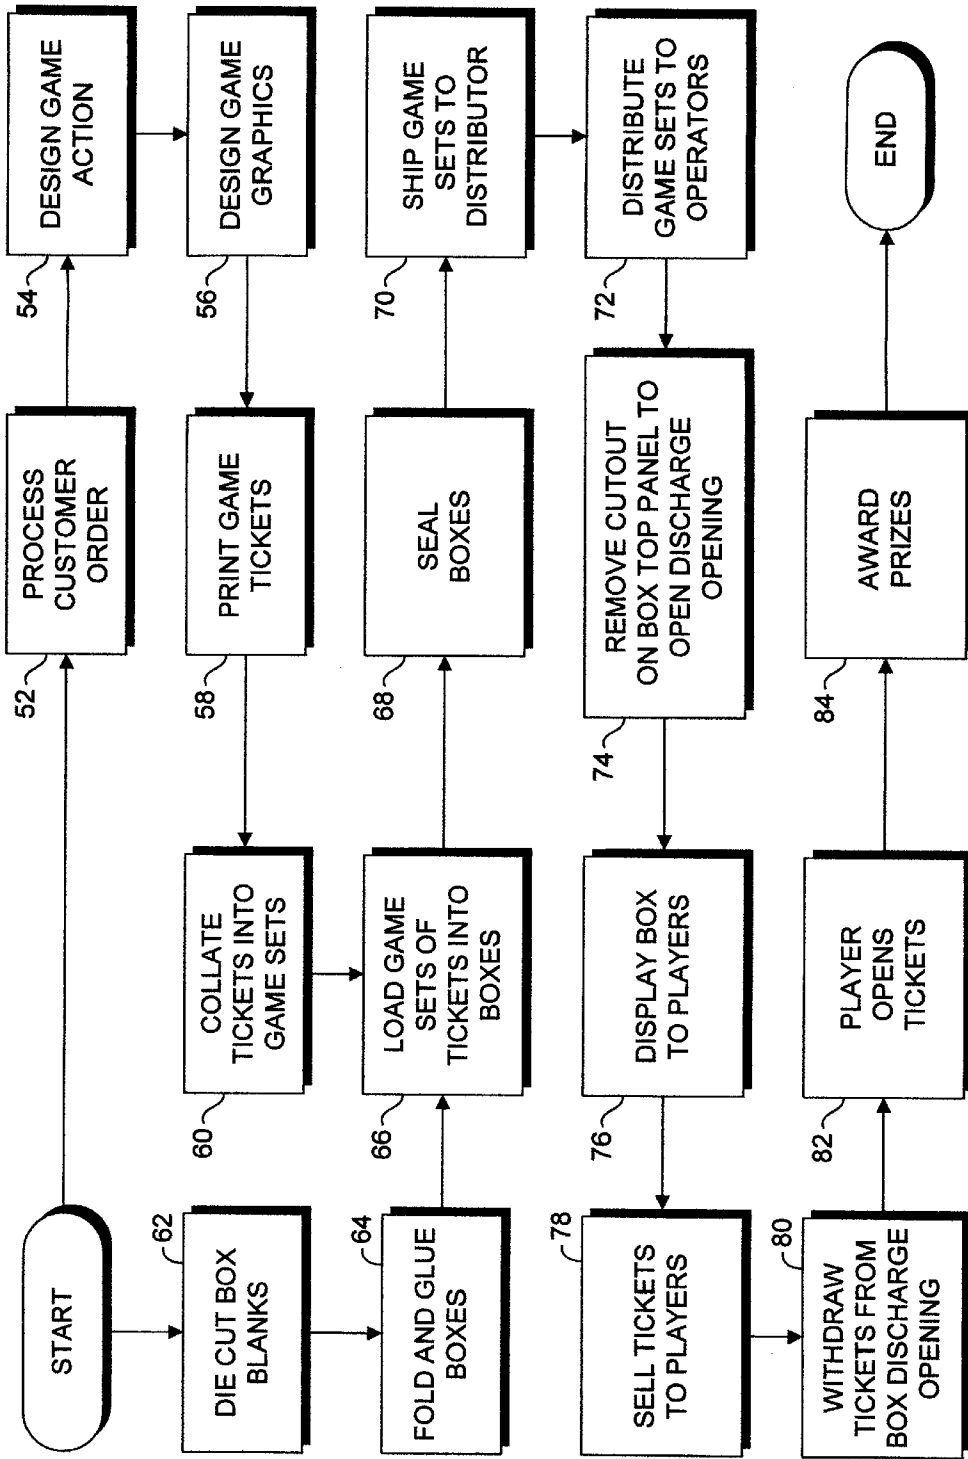 START
52
PROCESS
CUSTOMER
ORDER
54
DESIGN GAME
ACTION
56
DESIGN GAME
GRAPHICS
58
PRINT GAME
TICKETS
60
COLLATE
TICKETS INTO
GAME SETS
62
DIE CUT BOX
BLANKS
64
FOLD AND GLUE
BOXES
66
LOAD GAME
SETS OF
TICKETS INTO
BOXES
68
SEAL
BOXES
70
SHIP GAME
SETS TO
DISTRIBUTOR
72
DISTRIBUTE
GAME SETS TO
OPERATORS
74
REMOVE CUTOUT
ON BOX TOP PANEL TO
OPEN DISCHARGE
OPENING
76
DISPLAY BOX
TO PLAYERS
78
SELL TICKETS
TO PLAYERS
80
WITHDRAW
TICKETS FROM
BOX DISCHARGE
OPENING
82
PLAYER
OPENS
TICKETS
84
AWARD
PRIZES
END